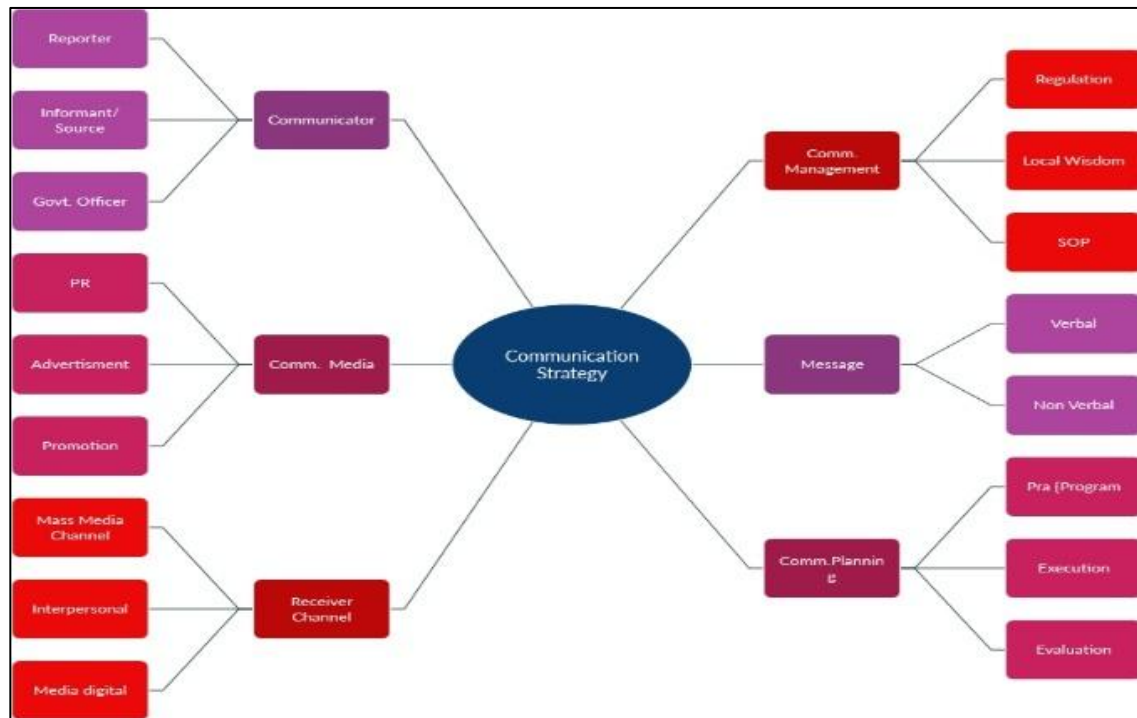 Reporter
Informant/
Source
Govt. Officer
Communicator
PR
Advertisment
Promotion
Comm. Media
Mass Media
Channel
Interpersonal
Media digital
Receiver
Channel
Communication
Strategy
Comm.
Management
Regulation
Local Wisdom
SOP
Message
Verbal
Non Verbal
Comm.Plannin
g
Pra (Program
Execution
Evaluation